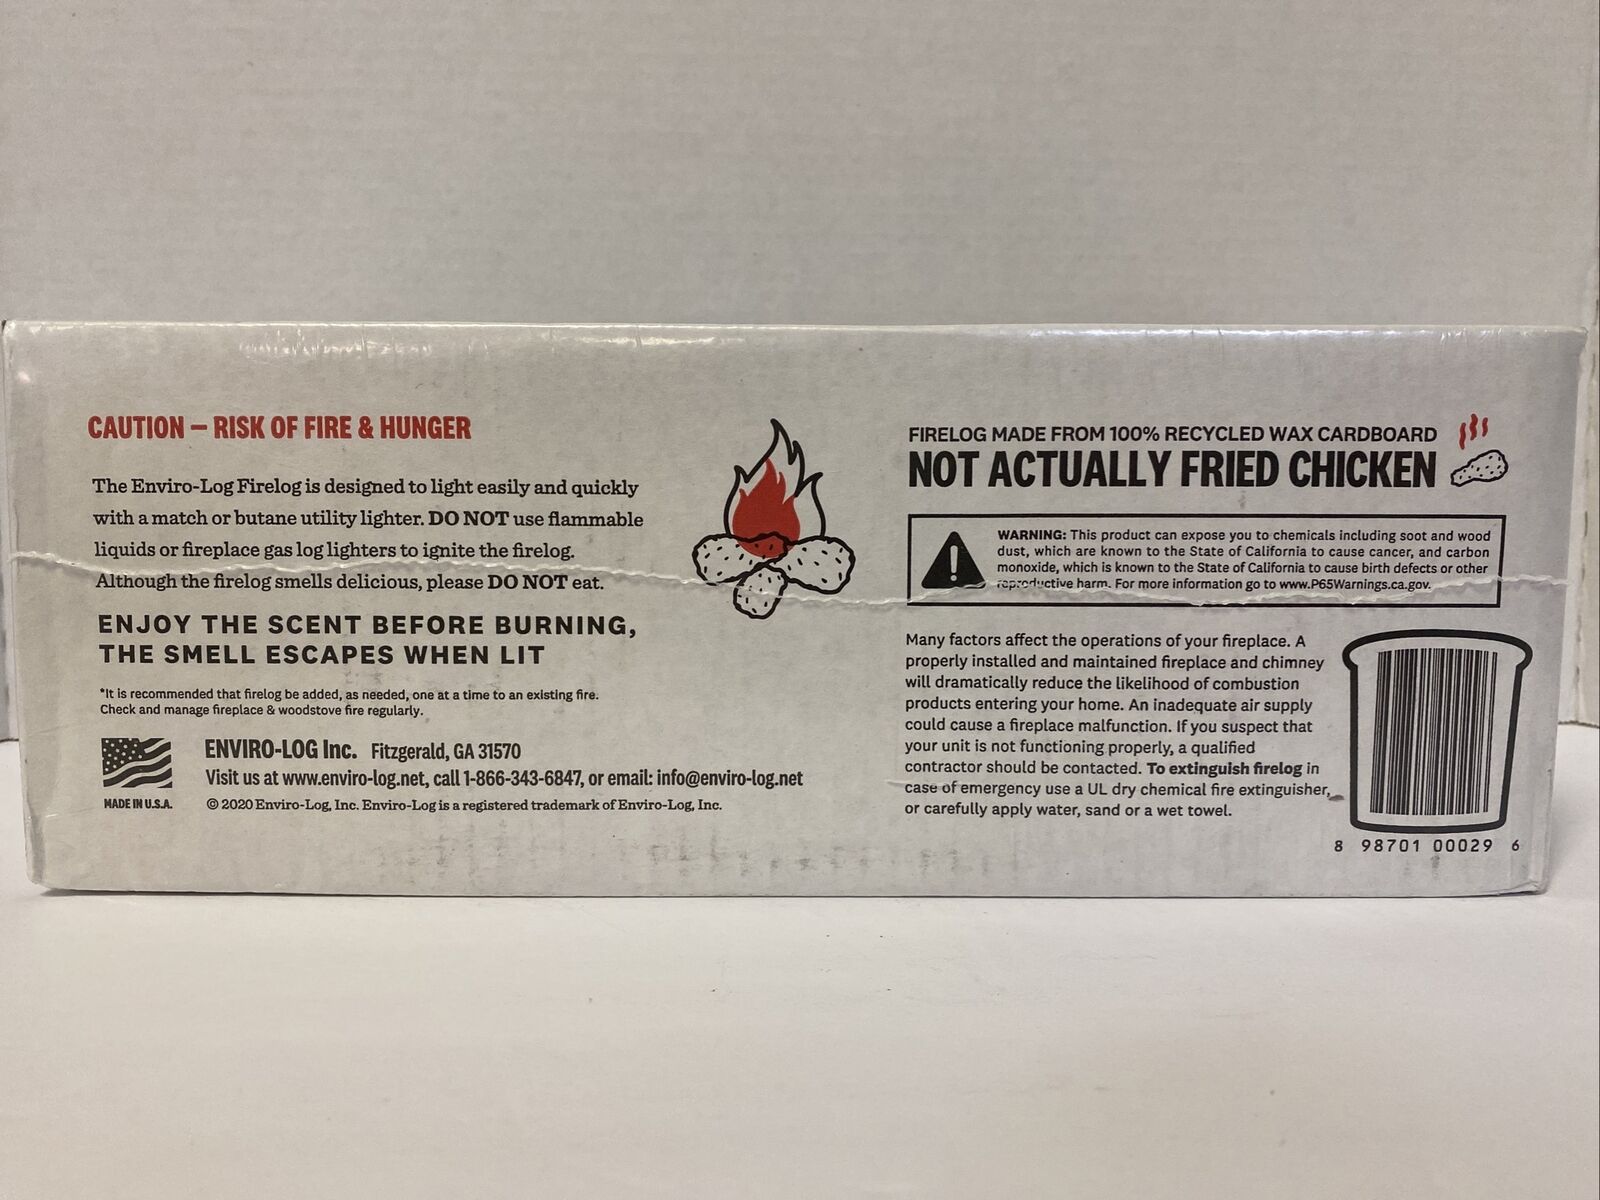 CAUTION – RISK OF FIRE & HUNGER
The Enviro-Log Firelog is designed to light easily and quickly
with a match or butane utility lighter. DO NOT use flammable
liquids or fireplace gas log lighters to ignite the firelog.
Although the firelog smells delicious, please DO NOT eat.
ENJOY THE SCENT BEFORE BURNING,
THE SMELL ESCAPES WHEN LIT
*It is recommended that firelog be added, as needed, one at a time to an existing fire.
Check and manage fireplace & woodstove fire regularly.
MADE IN U.S.A.
ENVIRO-LOG Inc. Fitzgerald, GA 31570
Visit us at www.enviro-log.net, call 1-866-343-6847, or email: info@enviro-log.net
© 2020 Enviro-Log, Inc. Enviro-Log is a registered trademark of Enviro-Log, Inc.
FIRELOG MADE FROM 100% RECYCLED WAX CARDBOARD
NOT ACTUALLY FRIED CHICKEN
WARNING: This product can expose you to chemicals including soot and wood
dust, which are known to the State of California to cause cancer, and carbon
monoxide, which is known to the State of California to cause birth defects or other
reproductive harm. For more information go to www.P65Warnings.ca.gov.
Many factors affect the operations of your fireplace. A
properly installed and maintained fireplace and chimney
will dramatically reduce the likelihood of combustion
products entering your home. An inadequate air supply
could cause a fireplace malfunction. If you suspect that
your unit is not functioning properly, a qualified
contractor should be contacted. To extinguish firelog in
case of emergency use a UL dry chemical fire extinguisher,
or carefully apply water, sand or a wet towel.
8 98701 00029 6